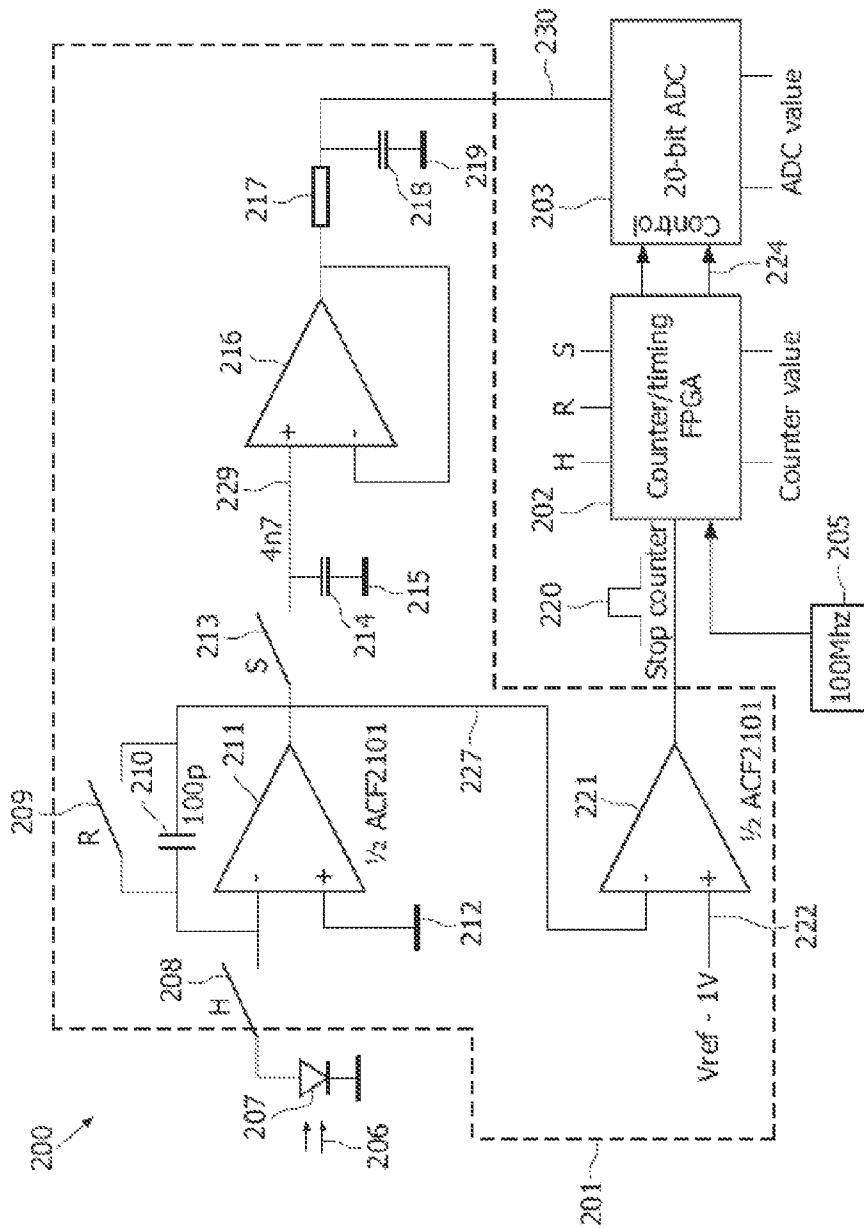 200
206
207
208
H
209
R
210
100p
211
½ ACF2101
212
S
213
214
215
4n7
229
216
217
218
219
230
227
201
Vref - 1V
222
221
½ ACF2101
220
Stop counter
202
H
R
S
Counter/timing
FPGA
Counter value
100Mhz
205
224
203
Control
20-bit ADC
ADC value